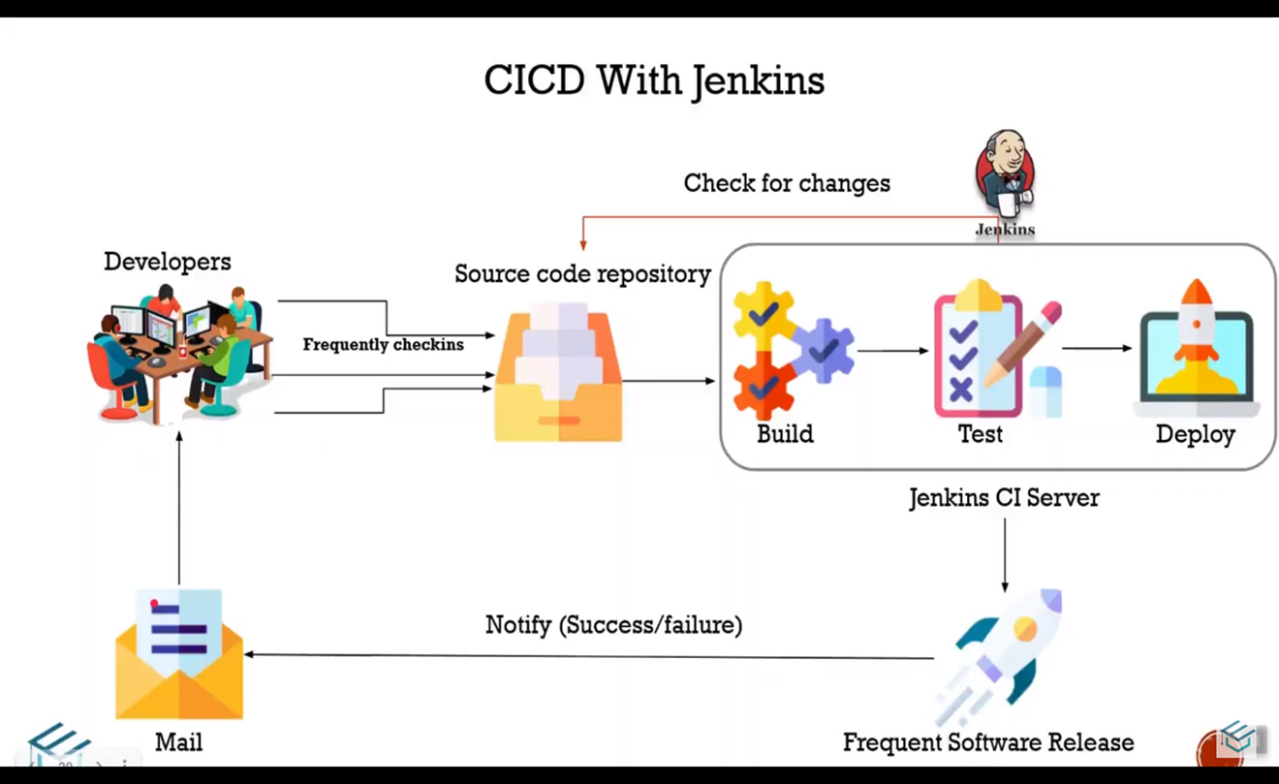 CICD With Jenkins
Check for changes
Jenkins
Developers
Source code repository
Frequently checkins
Build
Test
Deploy
Jenkins CI Server
Notify (Success/failure)
Mail
Frequent Software Release